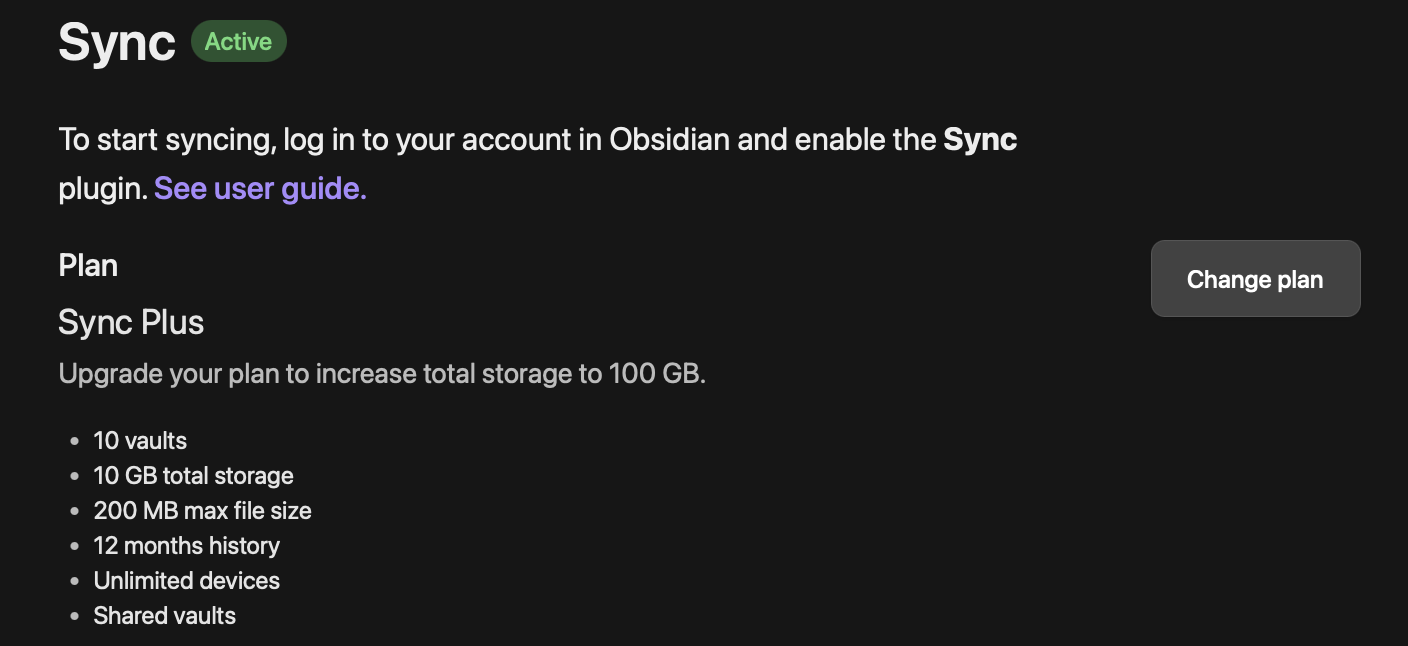 Sync Active
To start syncing, log in to your account in Obsidian and enable the Sync
plugin. See user guide.
Plan
Change plan
Sync Plus
Upgrade your plan to increase total storage to 100 GB.
• 10 vaults
• 10 GB total storage
• 200 MB max file size
• 12 months history
• Unlimited devices
• Shared vaults